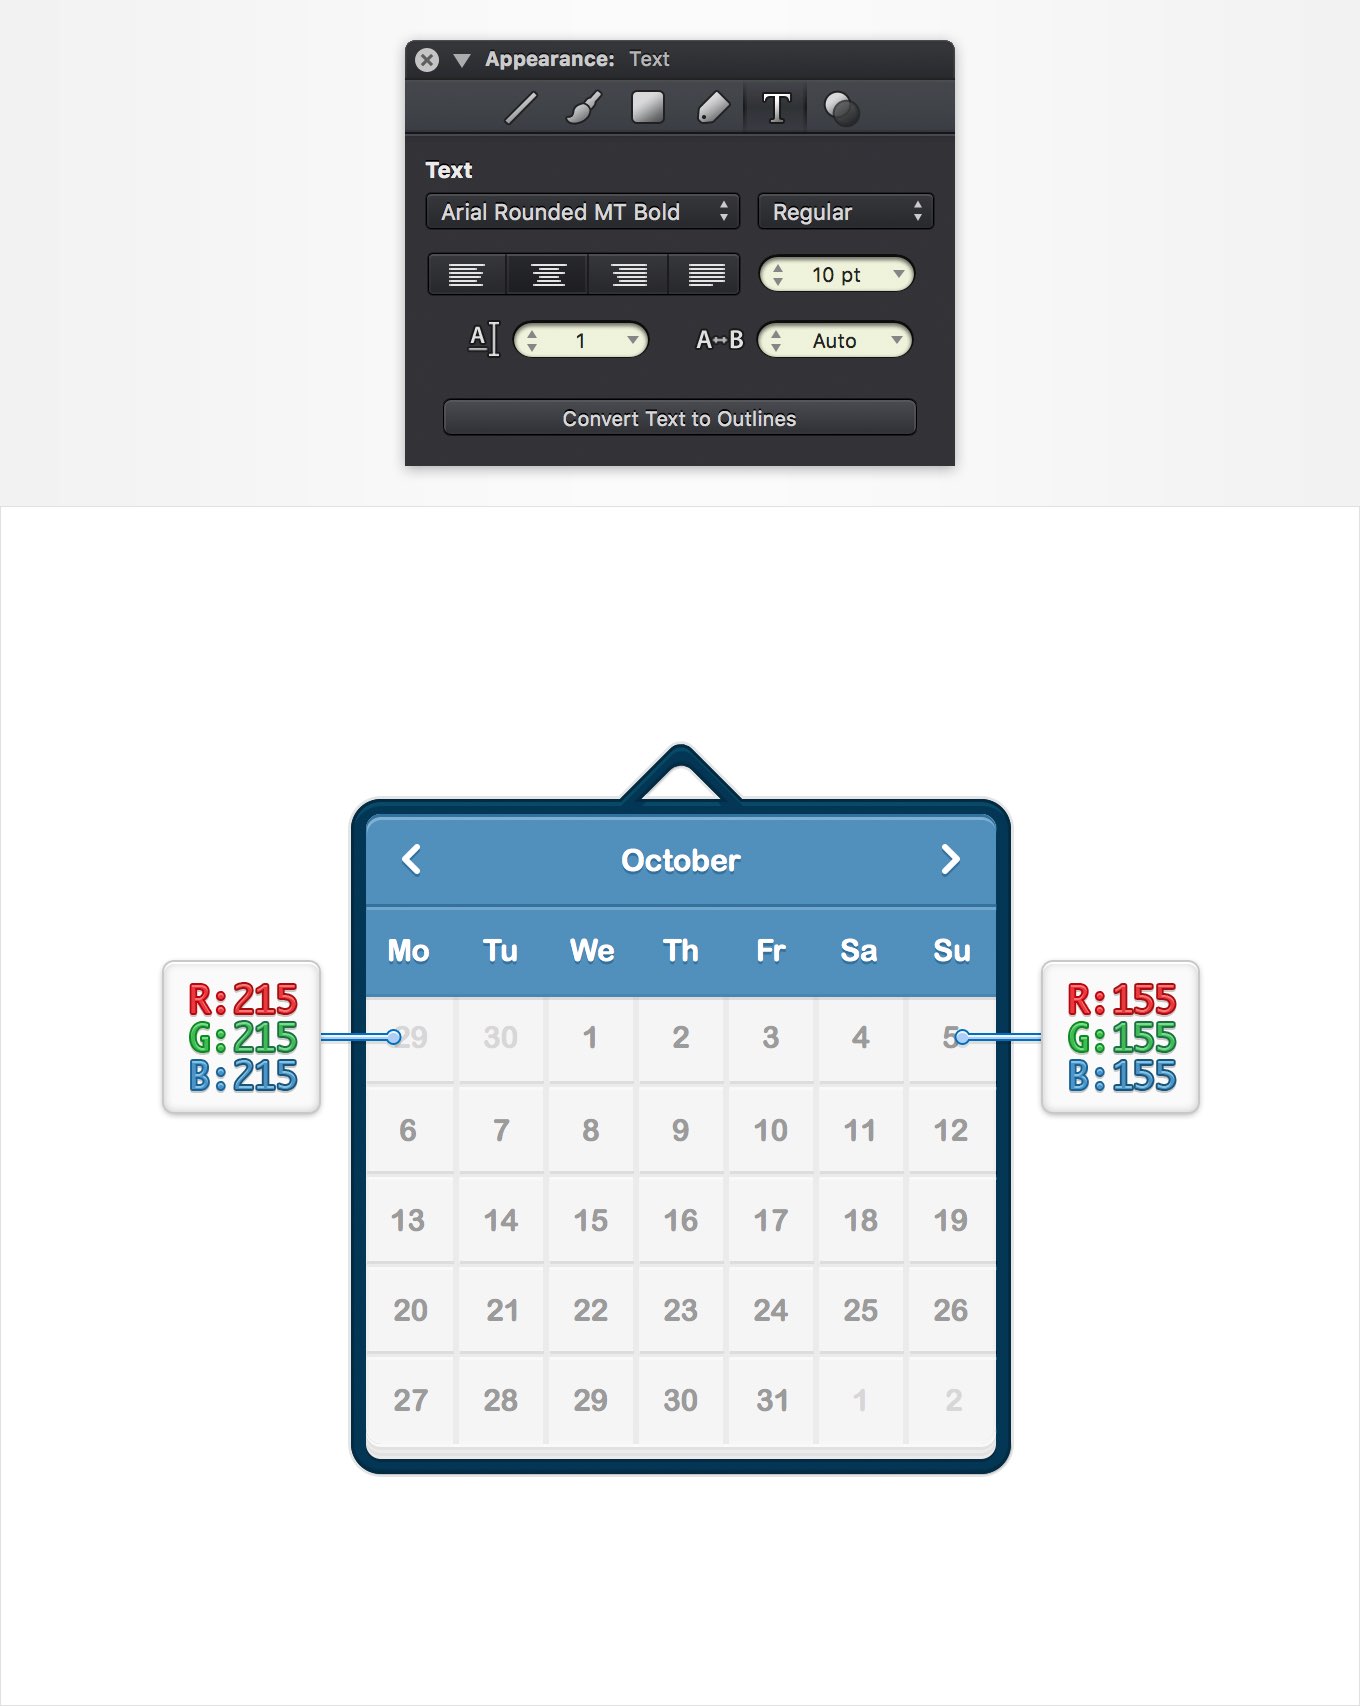 Appearance: Text
T
Text
Arial Rounded MT Bold Regular
10 pt
A 1 A↔B Auto
Convert Text to Outlines
October
Mo Tu We Th Fr Sa Su
R:215
G:215
B:215
R:155
G:155
B:155
29 30 1 2 3 4 5
6 7 8 9 10 11 12
13 14 15 16 17 18 19
20 21 22 23 24 25 26
27 28 29 30 31 1 2